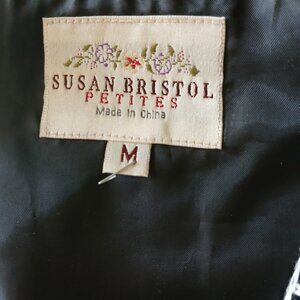 SUSAN BRISTOL
PETITES
Made in China
M